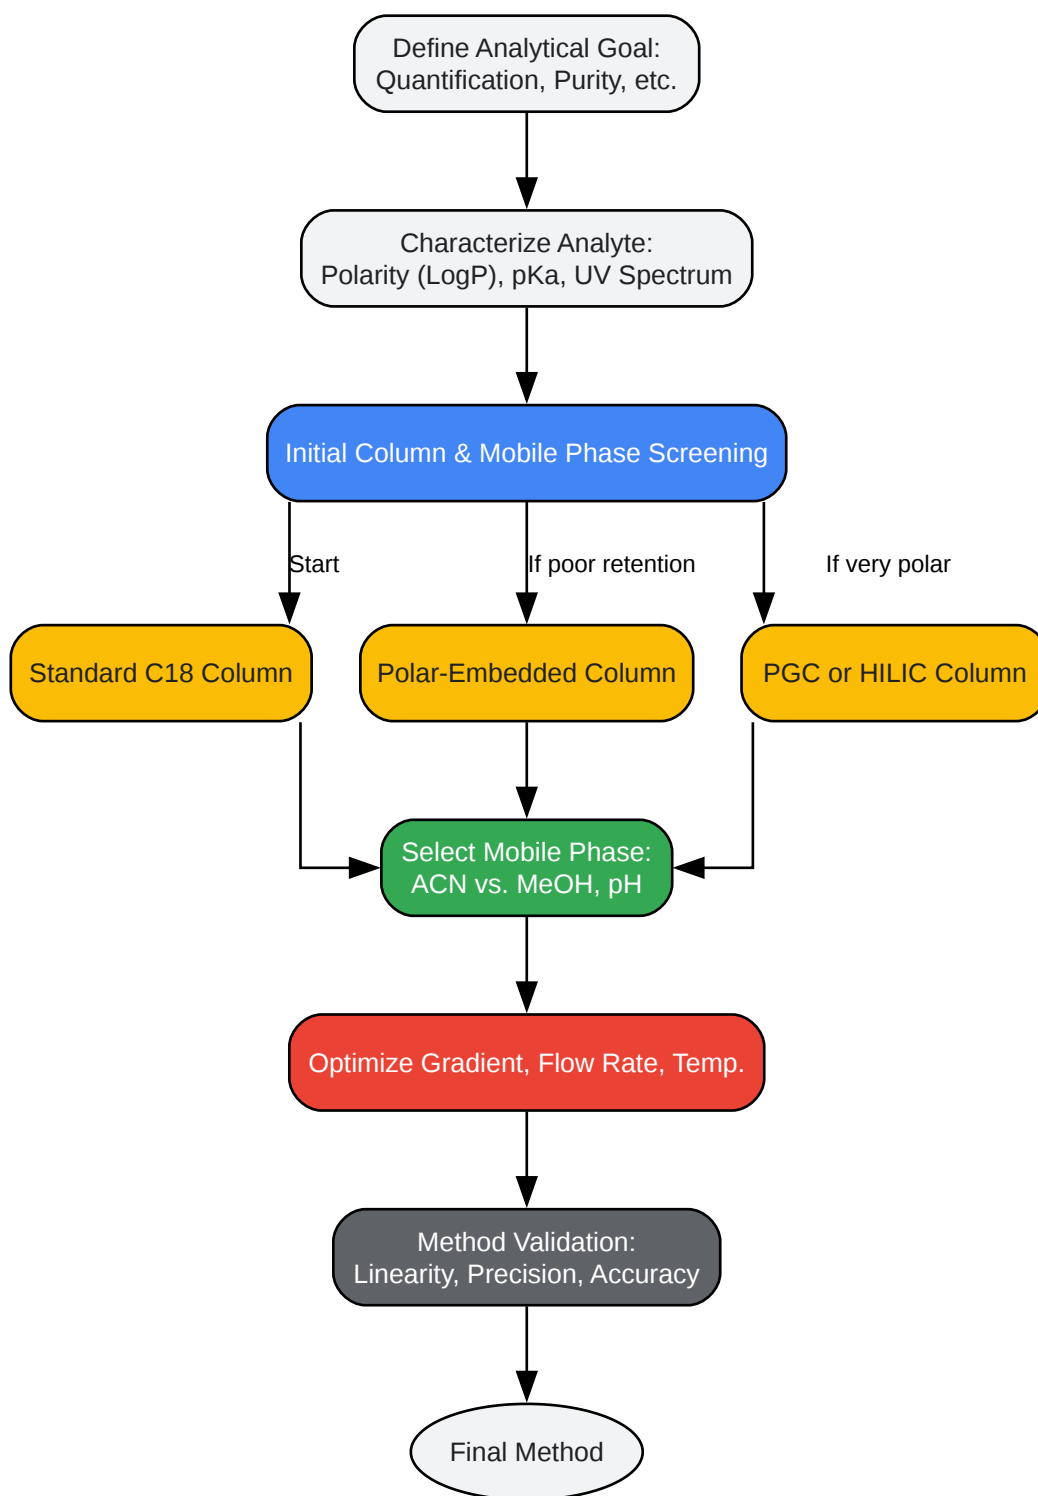 Define Analytical Goal:
Quantification, Purity, etc.
Characterize Analyte:
Polarity (LogP), pKa, UV Spectrum
Initial Column & Mobile Phase Screening
Start
If poor retention
If very polar
Standard C18 Column
Polar-Embedded Column
PGC or HILIC Column
Select Mobile Phase:
ACN vs. MeOH, pH
Optimize Gradient, Flow Rate, Temp.
Method Validation:
Linearity, Precision, Accuracy
Final Method